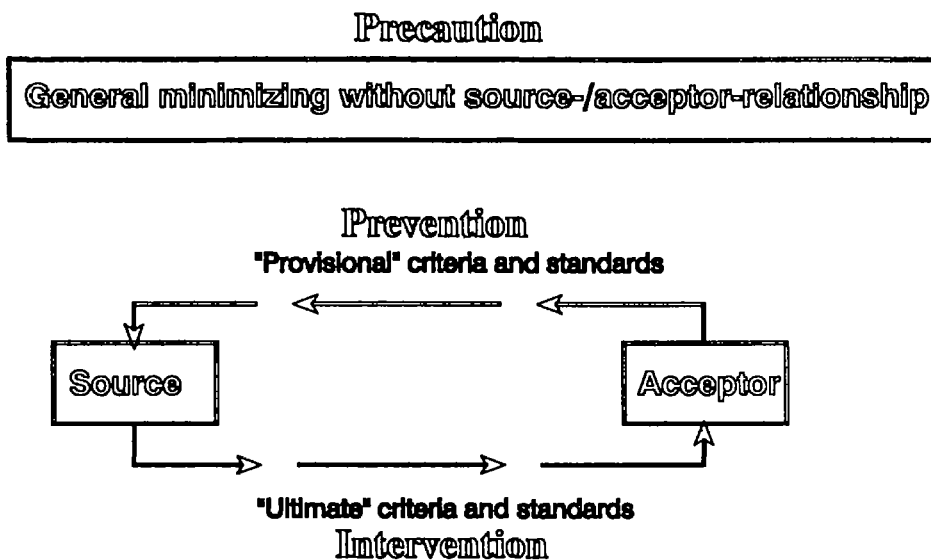 Precaution
General minimizing without source-/acceptor-relationship
Prevention
"Provisional" criteria and standards
Source
Acceptor
"Ultimate" criteria and standards
Intervention